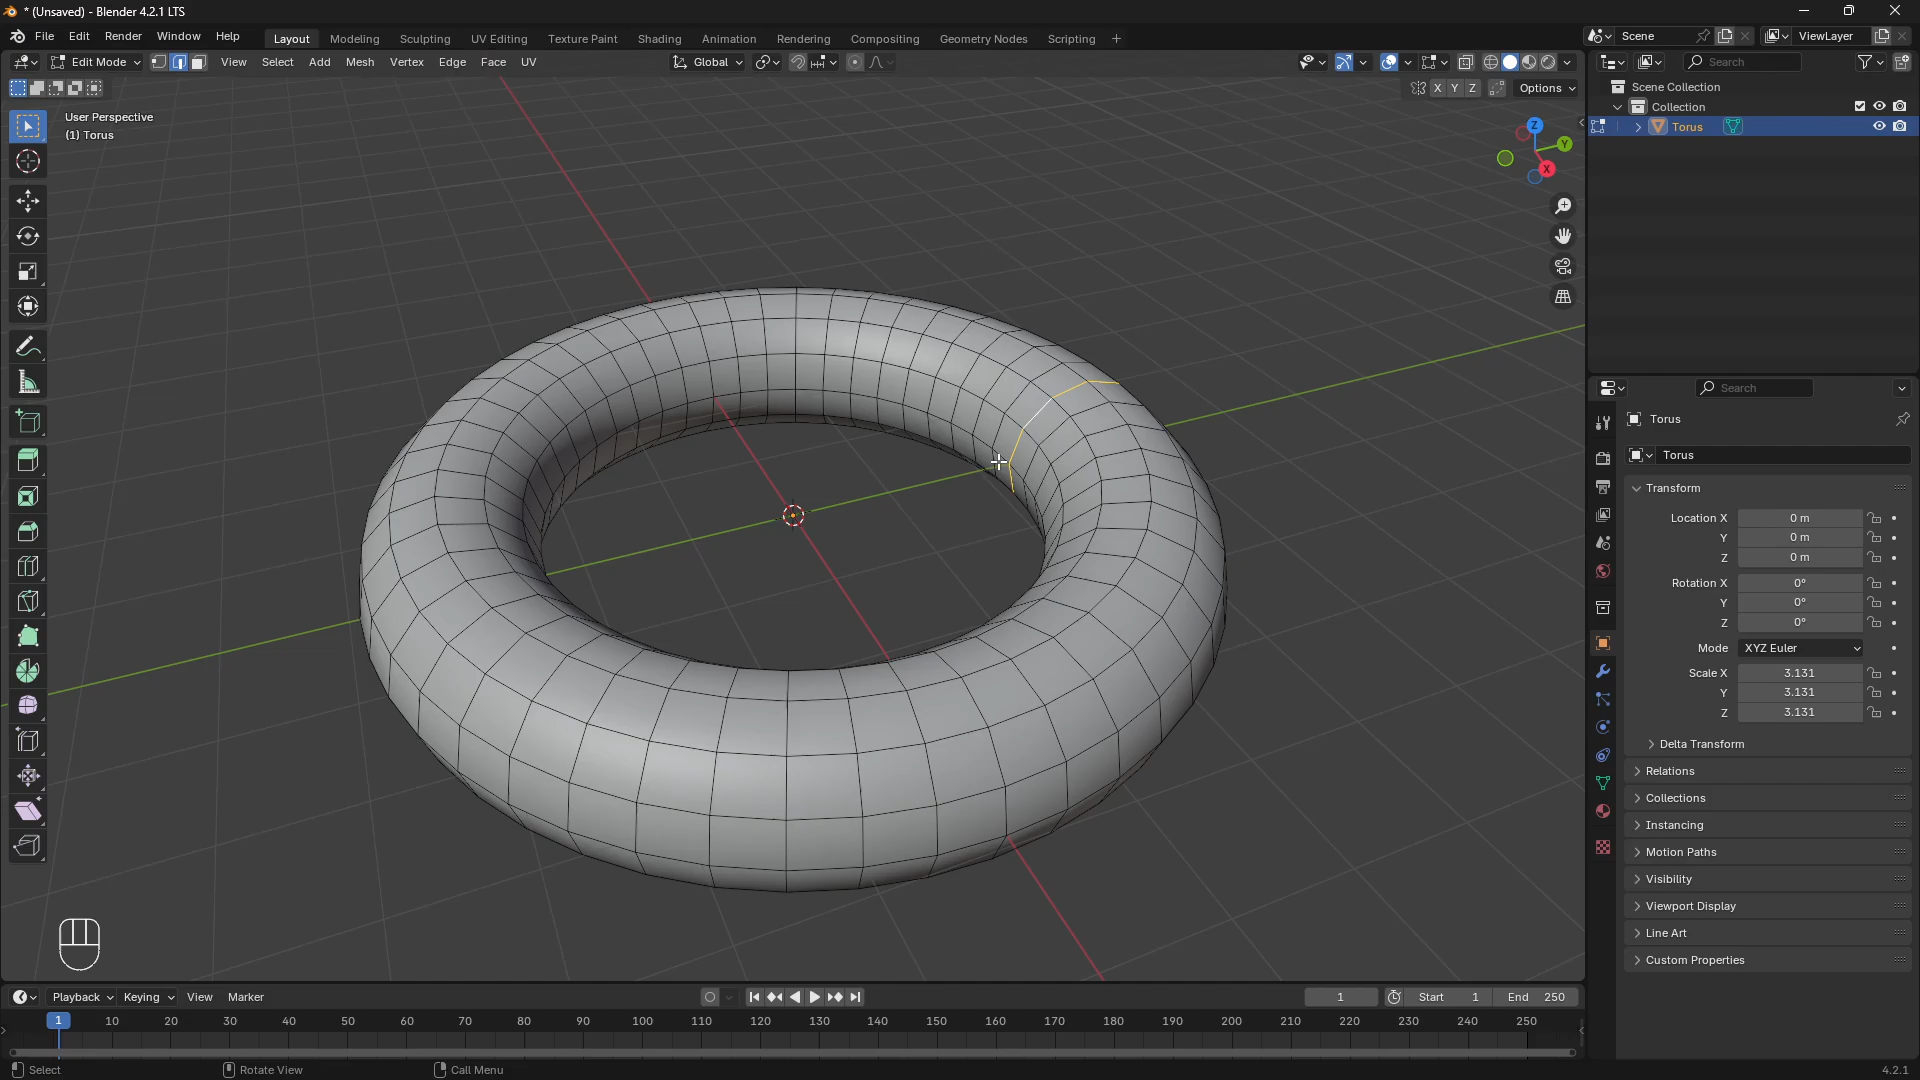 * (Unsaved) - Blender 4.2.1 LTS
File Edit Render Window Help
Layout Modeling Sculpting UV Editing Texture Paint Shading Animation Rendering Compositing Geometry Nodes Scripting +
Scene ViewLayer
Edit Mode View Select Add Mesh Vertex Edge Face UV
Global
Search
X Y Z Options
Scene Collection
Collection
Torus
User Perspective
(1) Torus
Z
Y
X
Search
Torus
Torus
Transform
Location X 0 m
Y 0 m
Z 0 m
Rotation X 0°
Y 0°
Z 0°
Mode XYZ Euler
Scale X 3.131
Y 3.131
Z 3.131
Delta Transform
Relations
Collections
Instancing
Motion Paths
Visibility
Viewport Display
Line Art
Custom Properties
Playback Keying View Marker
1 Start 1 End 250
1 10 20 30 40 50 60 70 80 90 100 110 120 130 140 150 160 170 180 190 200 210 220 230 240 250
Select Rotate View Call Menu
4.2.1